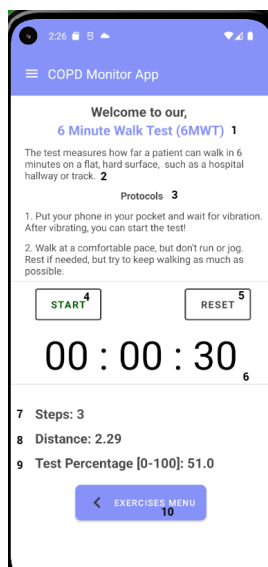 2:26
COPD Monitor App
Welcome to our,
6 Minute Walk Test (6MWT) 1
The test measures how far a patient can walk in 6
minutes on a flat, hard surface, such as a hospital
hallway or track. 2
Protocols 3
1. Put your phone in your pocket and wait for vibration.
After vibrating, you can start the test!
2. Walk at a comfortable pace, but don't run or jog.
Rest if needed, but try to keep walking as much as
possible.
START 4 RESET 5
00 : 00 : 30
6
7 Steps: 3
8 Distance: 2.29
9 Test Percentage [0-100]: 51.0
EXERCISES MENU
10